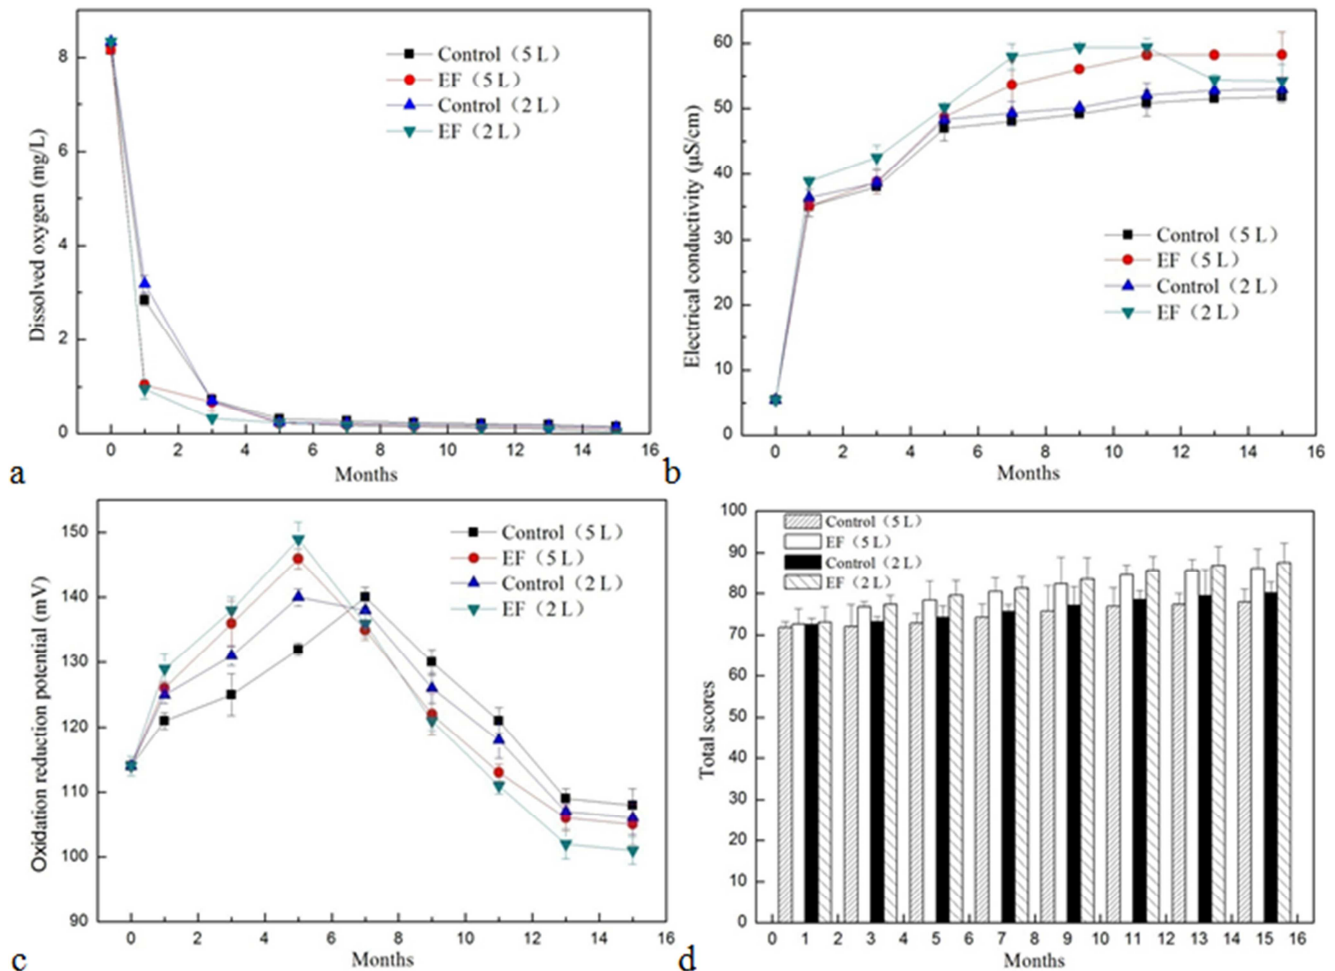 8
6
4
2
0
Dissolved oxygen (mg/L)
Control（5 L）
EF（5 L）
Control（2 L）
EF（2 L）
0 2 4 6 8 10 12 14 16
Months
a
60
50
40
30
20
10
0
Electrical conductivity (μS/cm)
Control（5 L）
EF（5 L）
Control（2 L）
EF（2 L）
0 2 4 6 8 10 12 14 16
Months
b
150
140
130
120
110
100
90
Oxidation reduction potential (mV)
Control（5 L）
EF（5 L）
Control（2 L）
EF（2 L）
0 2 4 6 8 10 12 14 16
Months
c
100
90
80
70
60
50
40
30
20
10
0
Total scores
Control（5 L）
EF（5 L）
Control（2 L）
EF（2 L）
0 1 2 3 4 5 6 7 8 9 10 11 12 13 14 15 16
Months
d